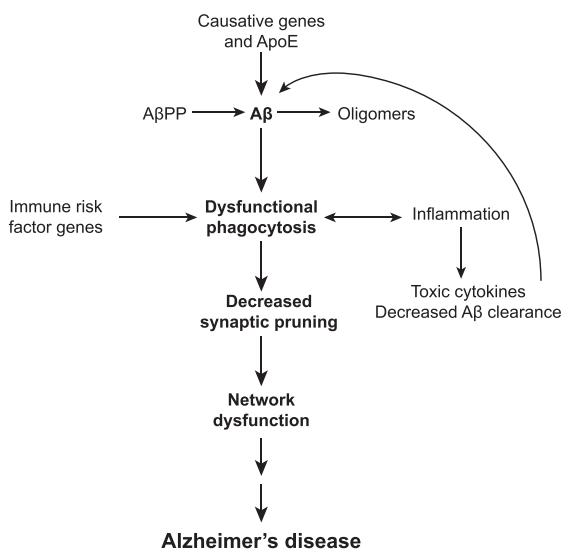 Causative genes
and ApoE
AβPP
Aβ
Oligomers
Immune risk
factor genes
Dysfunctional
phagocytosis
Inflammation
Toxic cytokines
Decreased Aβ clearance
Decreased
synaptic pruning
Network
dysfunction
Alzheimer’s disease